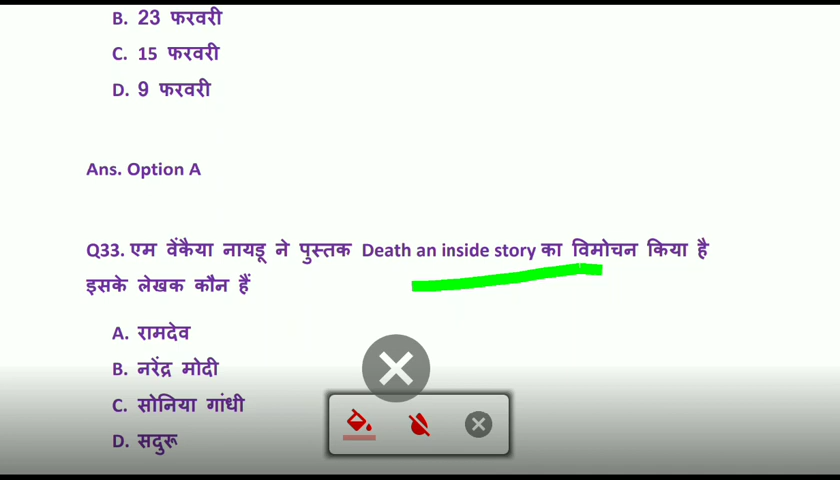 B. 23 फरवरी
C. 15 फरवरी
D. 9 फरवरी
Ans. Option A
Q33. एम वेंकैया नायडू ने पुस्तक Death an inside story का विमोचन किया है
इसके लेखक कौन हैं
A. रामदेव
B. नरेंद्र मोदी
C. सोनिया गांधी
D. सदुरू